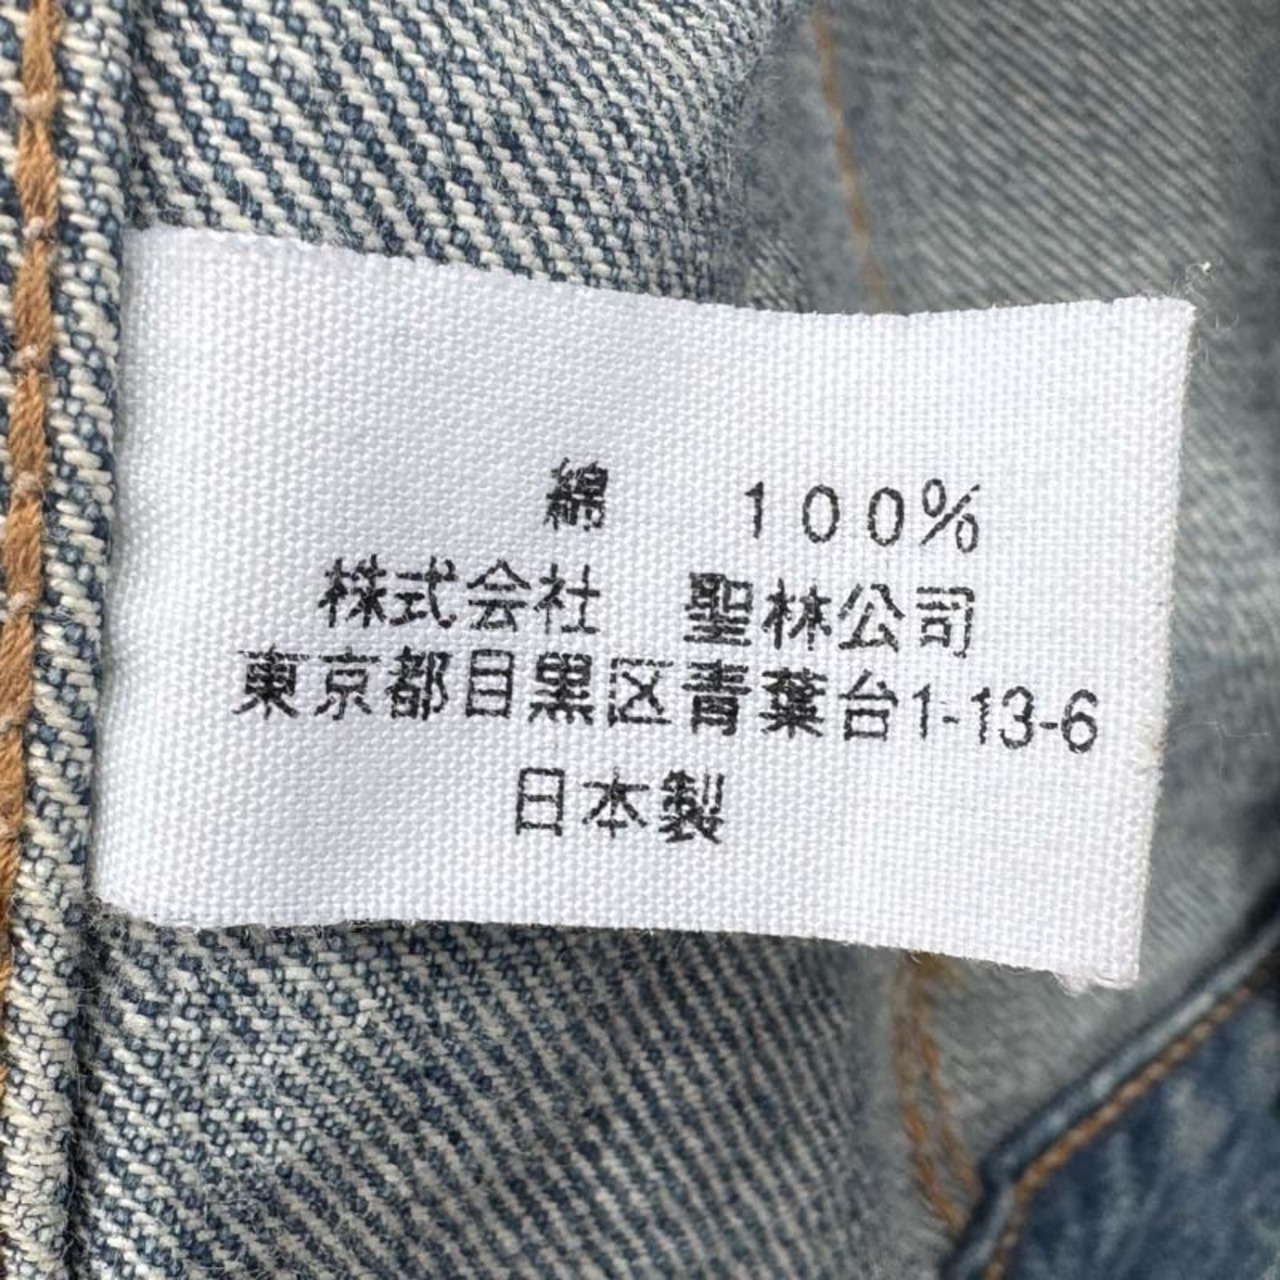 綿　100%
株式会社　聖林公司
東京都目黒区青葉台1-13-6
日本製